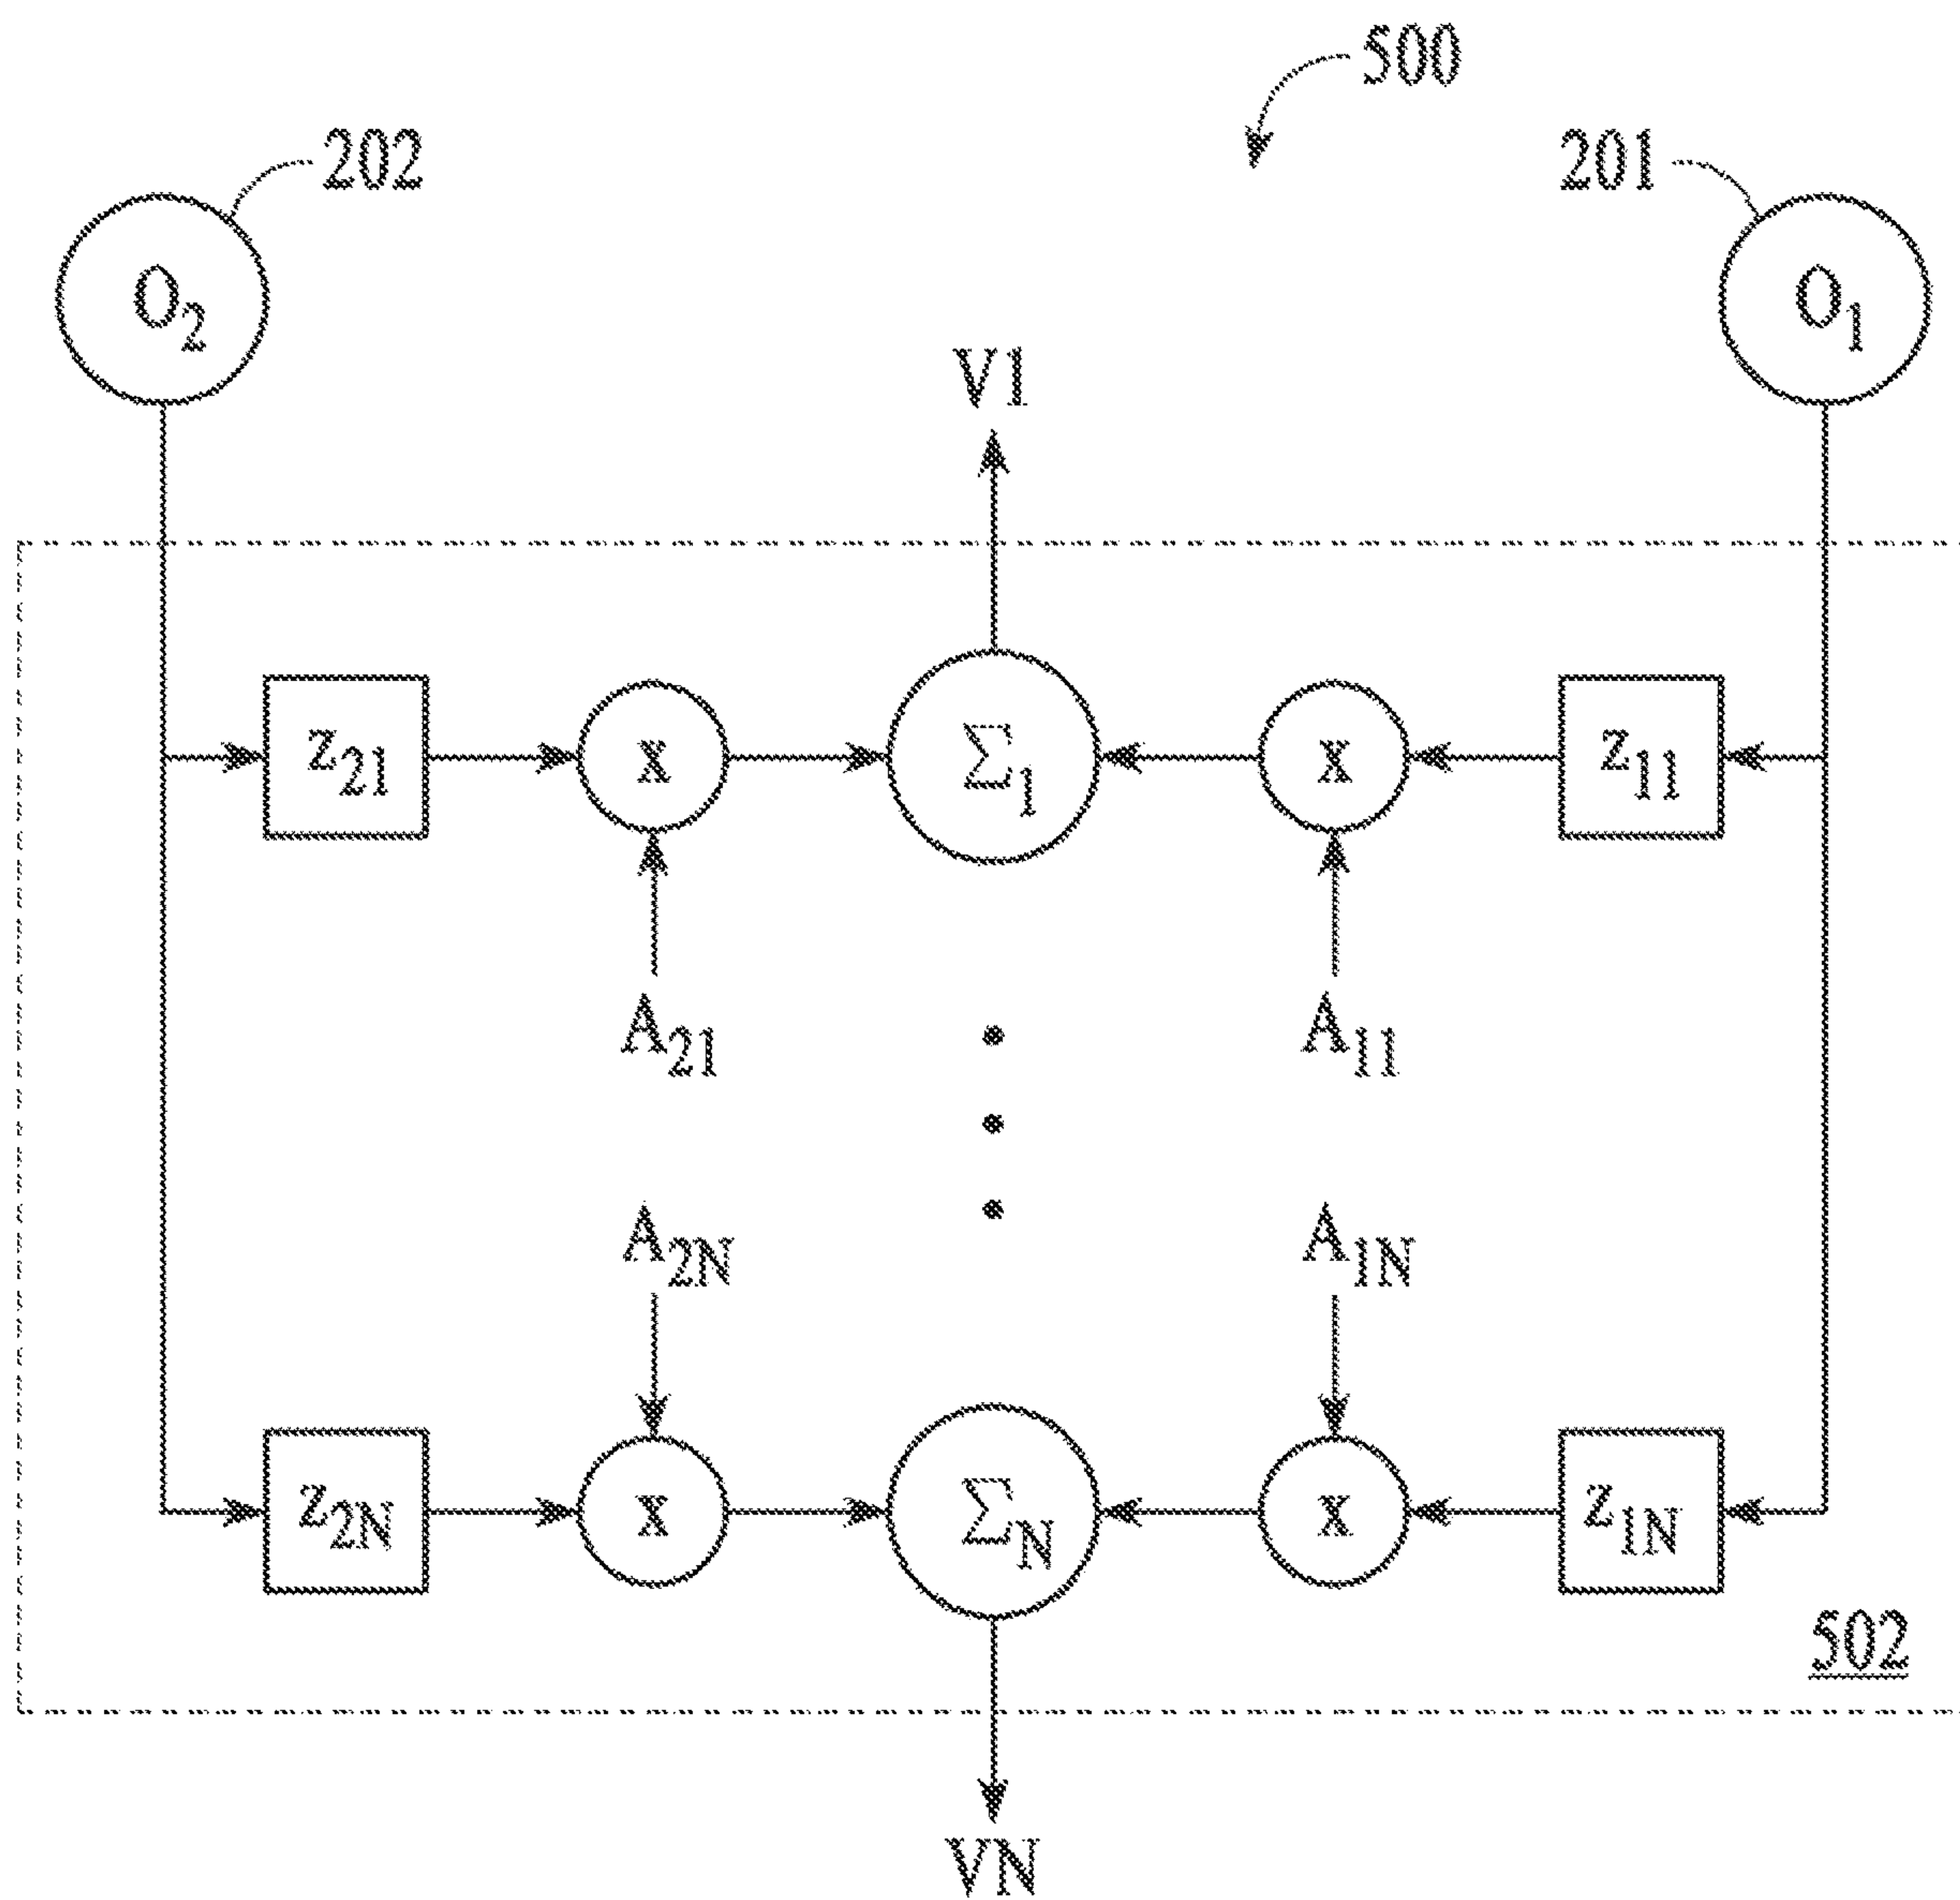 500
202
201
O2
O1
V1
z21
x
Σ1
x
z11
A21
A11
A2N
A1N
z2N
x
ΣN
x
z1N
502
VN